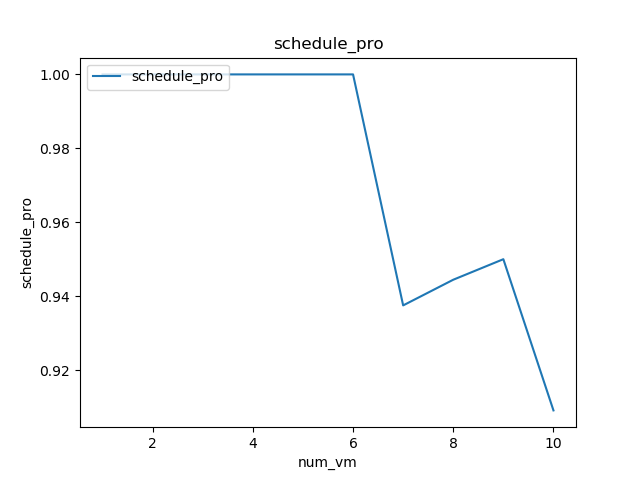 schedule_pro
1.00
schedule_pro
0.98
0.96
schedule_pro
0.94
0.92
2 4 6 8 10
num_vm